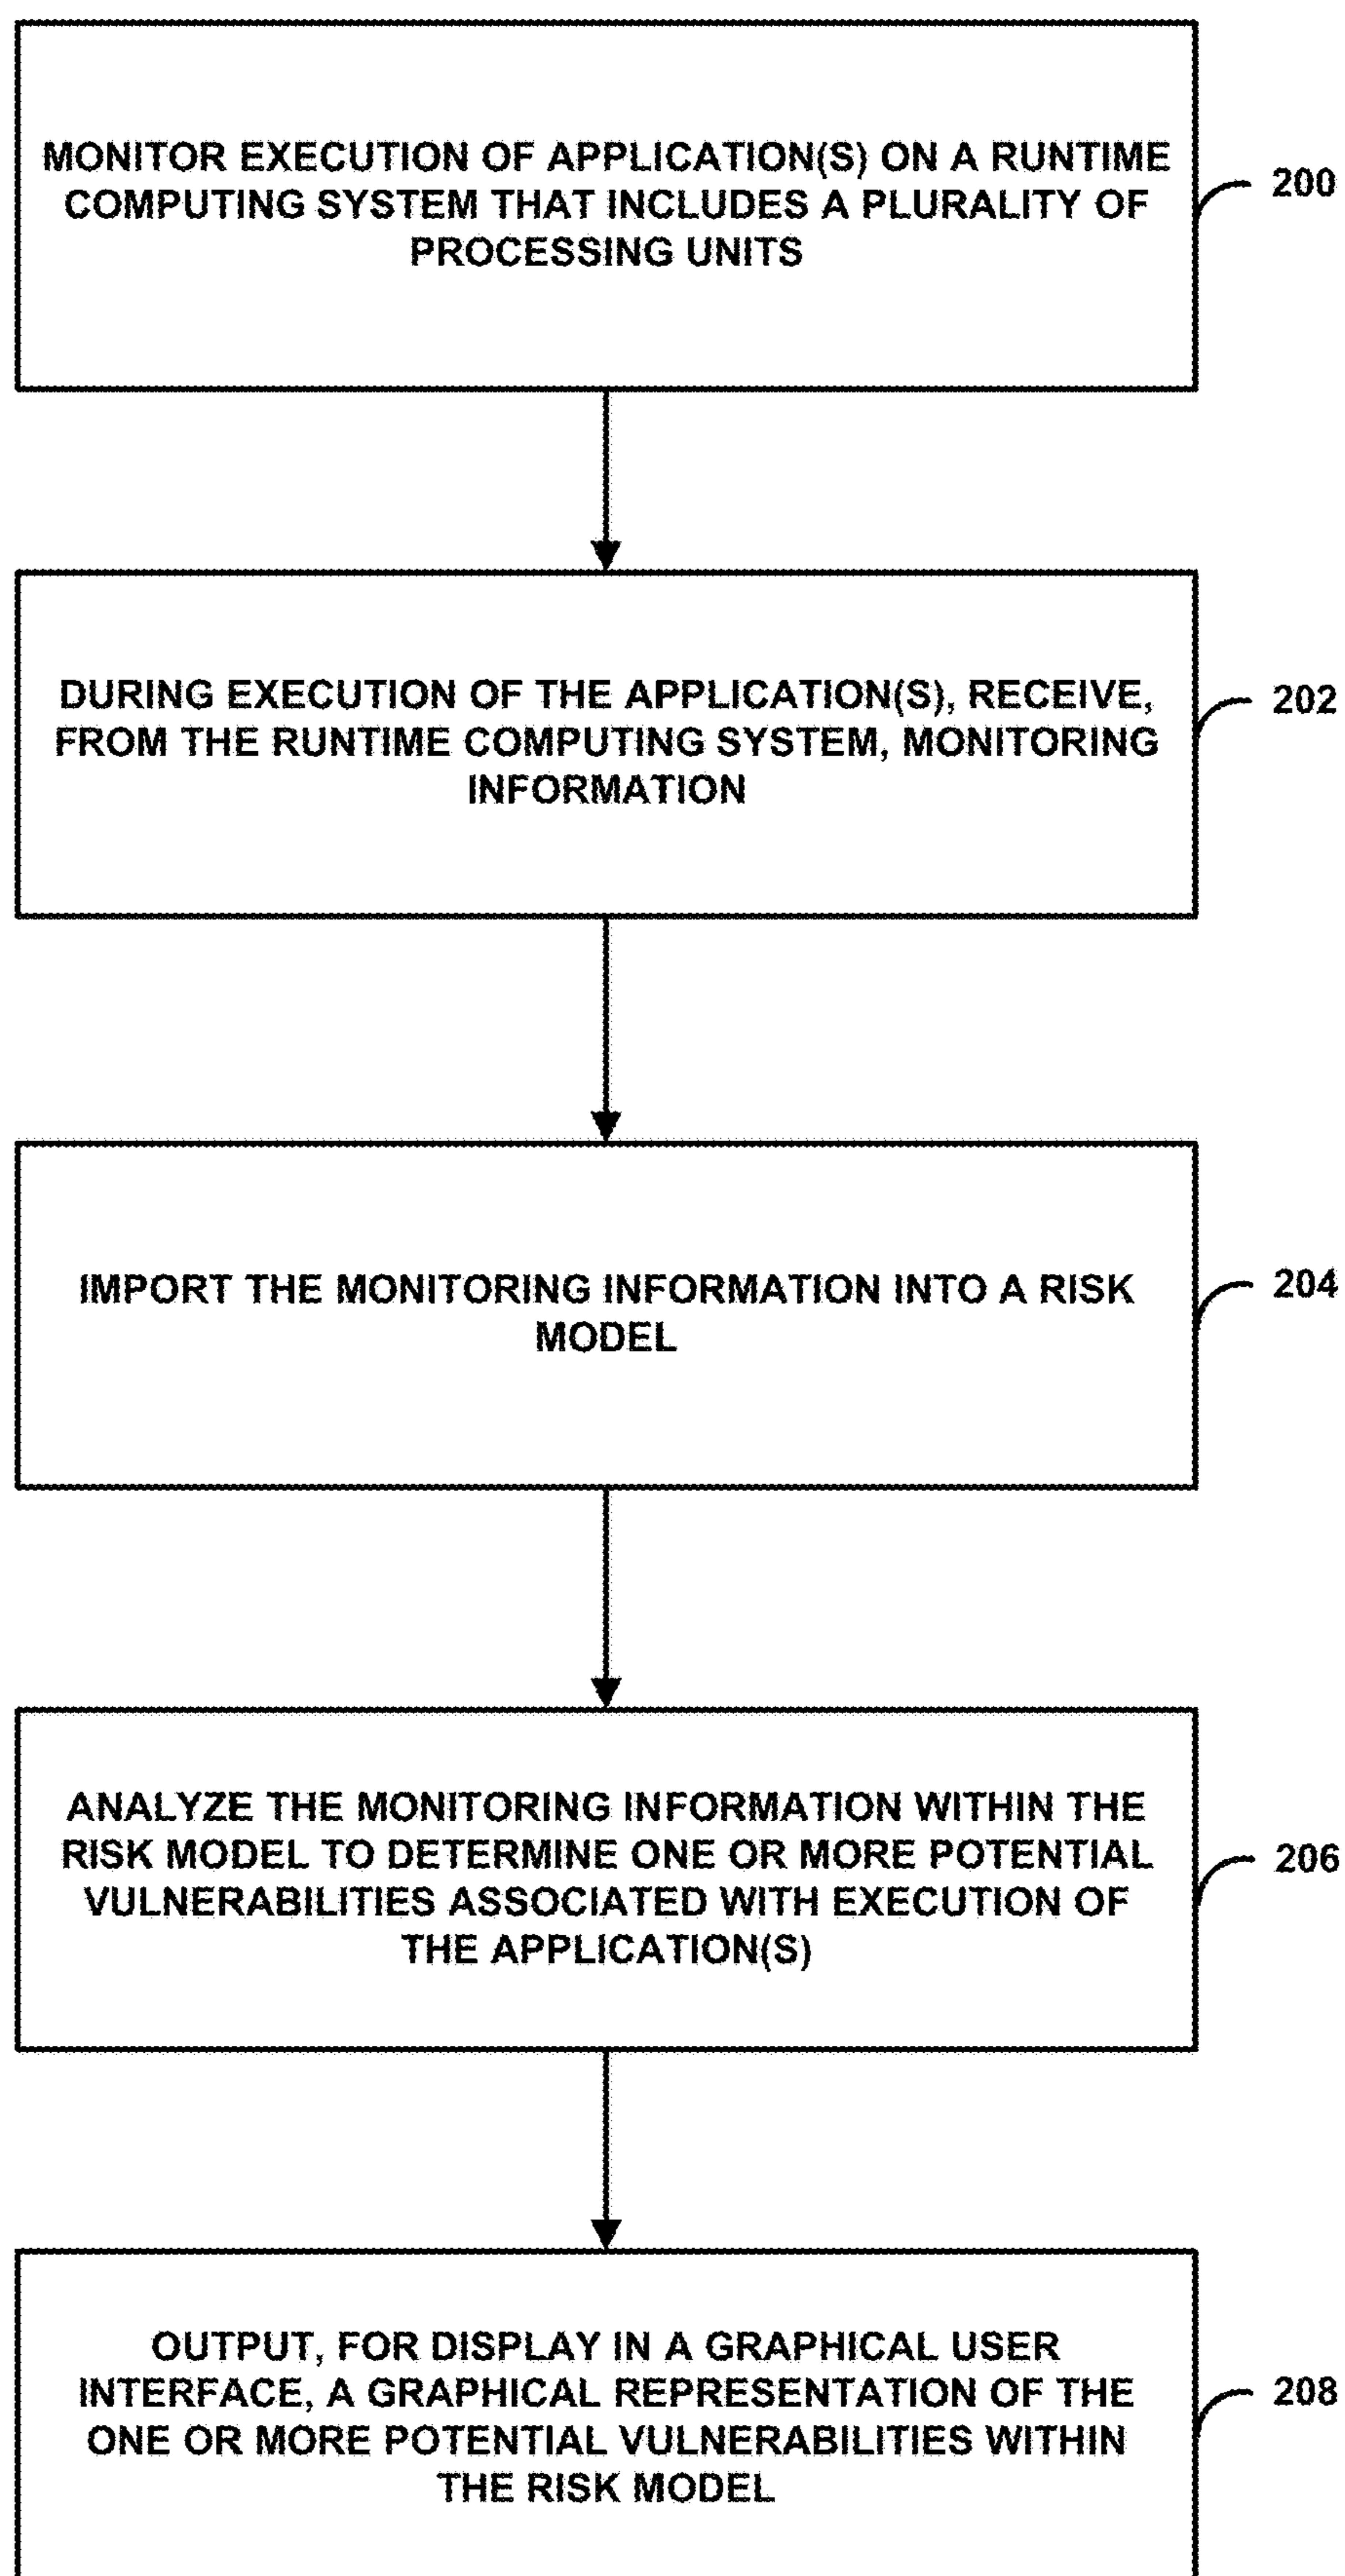 MONITOR EXECUTION OF APPLICATION(S) ON A RUNTIME
COMPUTING SYSTEM THAT INCLUDES A PLURALITY OF
PROCESSING UNITS
200
DURING EXECUTION OF THE APPLICATION(S), RECEIVE,
FROM THE RUNTIME COMPUTING SYSTEM, MONITORING
INFORMATION
202
IMPORT THE MONITORING INFORMATION INTO A RISK
MODEL
204
ANALYZE THE MONITORING INFORMATION WITHIN THE
RISK MODEL TO DETERMINE ONE OR MORE POTENTIAL
VULNERABILITIES ASSOCIATED WITH EXECUTION OF
THE APPLICATION(S)
206
OUTPUT, FOR DISPLAY IN A GRAPHICAL USER
INTERFACE, A GRAPHICAL REPRESENTATION OF THE
ONE OR MORE POTENTIAL VULNERABILITIES WITHIN
THE RISK MODEL
208